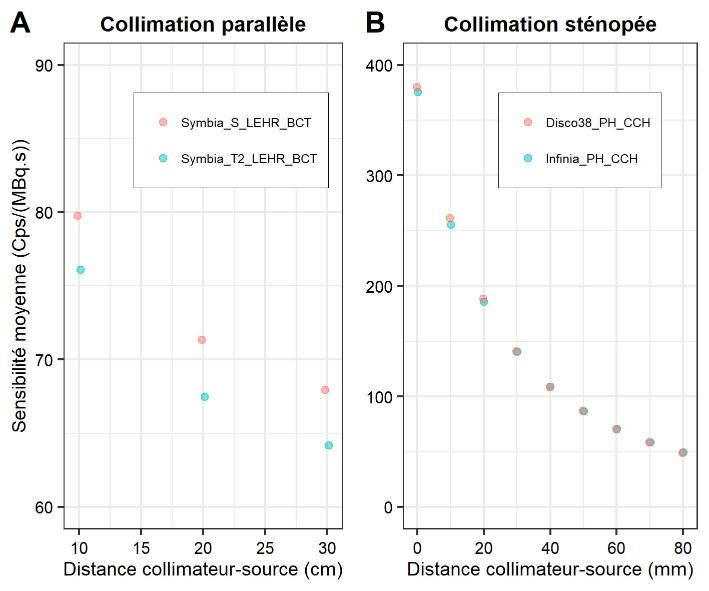 A
Collimation parallèle
Sensibilité moyenne (Cps/(MBq.s))
90
80
70
60
Symbia_S_LEHR_BCT
Symbia_T2_LEHR_BCT
10 15 20 25 30
Distance collimateur-source (cm)
B
Collimation sténopée
400
300
200
100
0
Disco38_PH_CCH
Infinia_PH_CCH
0 20 40 60 80
Distance collimateur-source (mm)